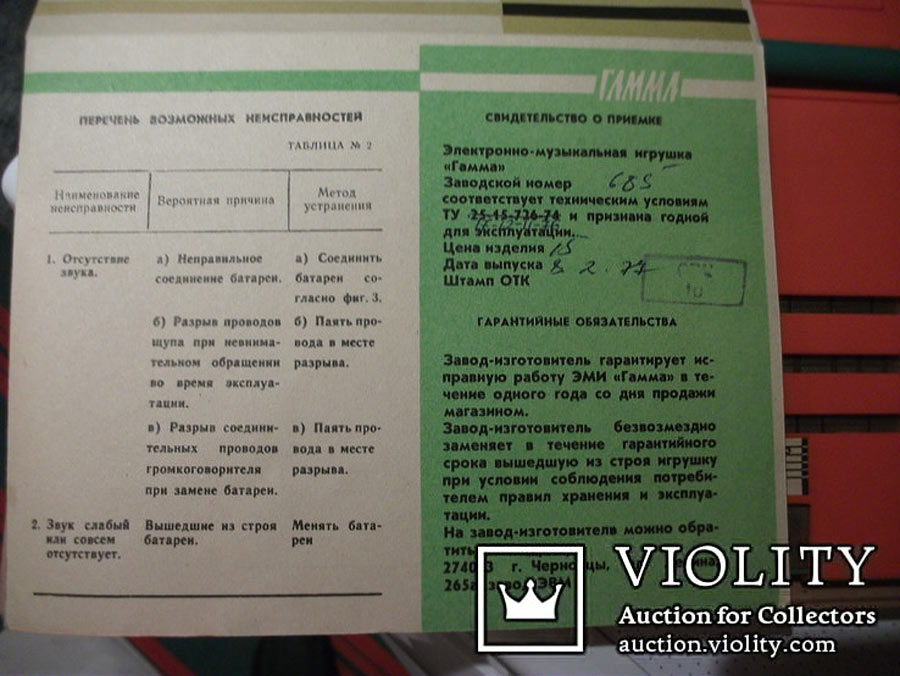 ПЕРЕЧЕНЬ ВОЗМОЖНЫХ НЕИСПРАВНОСТЕЙ
ТАБЛИЦА № 2
Наименование неисправности
Вероятная причина
Метод устранения
1. Отсутствие звука.
а) Неправильное
соединение батареи.
а) Соединить
батареи со-
гласно фиг. 3.
б) Разрыв проводов
щупа при невнима-
тельном обращении
во время эксплуа-
тации.
б) Паять про-
вода в месте
разрыва.
в) Разрыв соедини-
тельных проводов
громкоговорителя
при замене батареи.
в) Паять про-
вода в месте
разрыва.
2. Звук слабый
или совсем
отсутствует.
Вышедшие из строя
батареи.
Менять бата-
реи
ГАММА
СВИДЕТЕЛЬСТВО О ПРИЕМКЕ
Электронно-музыкальная игрушка
«Гамма»
Заводской номер 685
соответствует техническим условиям
ТУ 25-15-726-74 и признана годной
для эксплуатации.
Цена изделия 15
Дата выпуска 8 2. 77
Штамп ОТК
ГАРАНТИЙНЫЕ ОБЯЗАТЕЛЬСТВА
Завод-изготовитель гарантирует ис-
правную работу ЭМИ «Гамма» в те-
чение одного года со дня продажи
магазином.
Завод-изготовитель безвозмездно
заменяет в течение гарантийного
срока вышедшую из строя игрушку
при условии соблюдения потреби-
телем правил хранения и эксплуа-
тации.
На завод-изготовитель можно обра-
г.
VIOLITY
Auction for Collectors
auction.violity.com